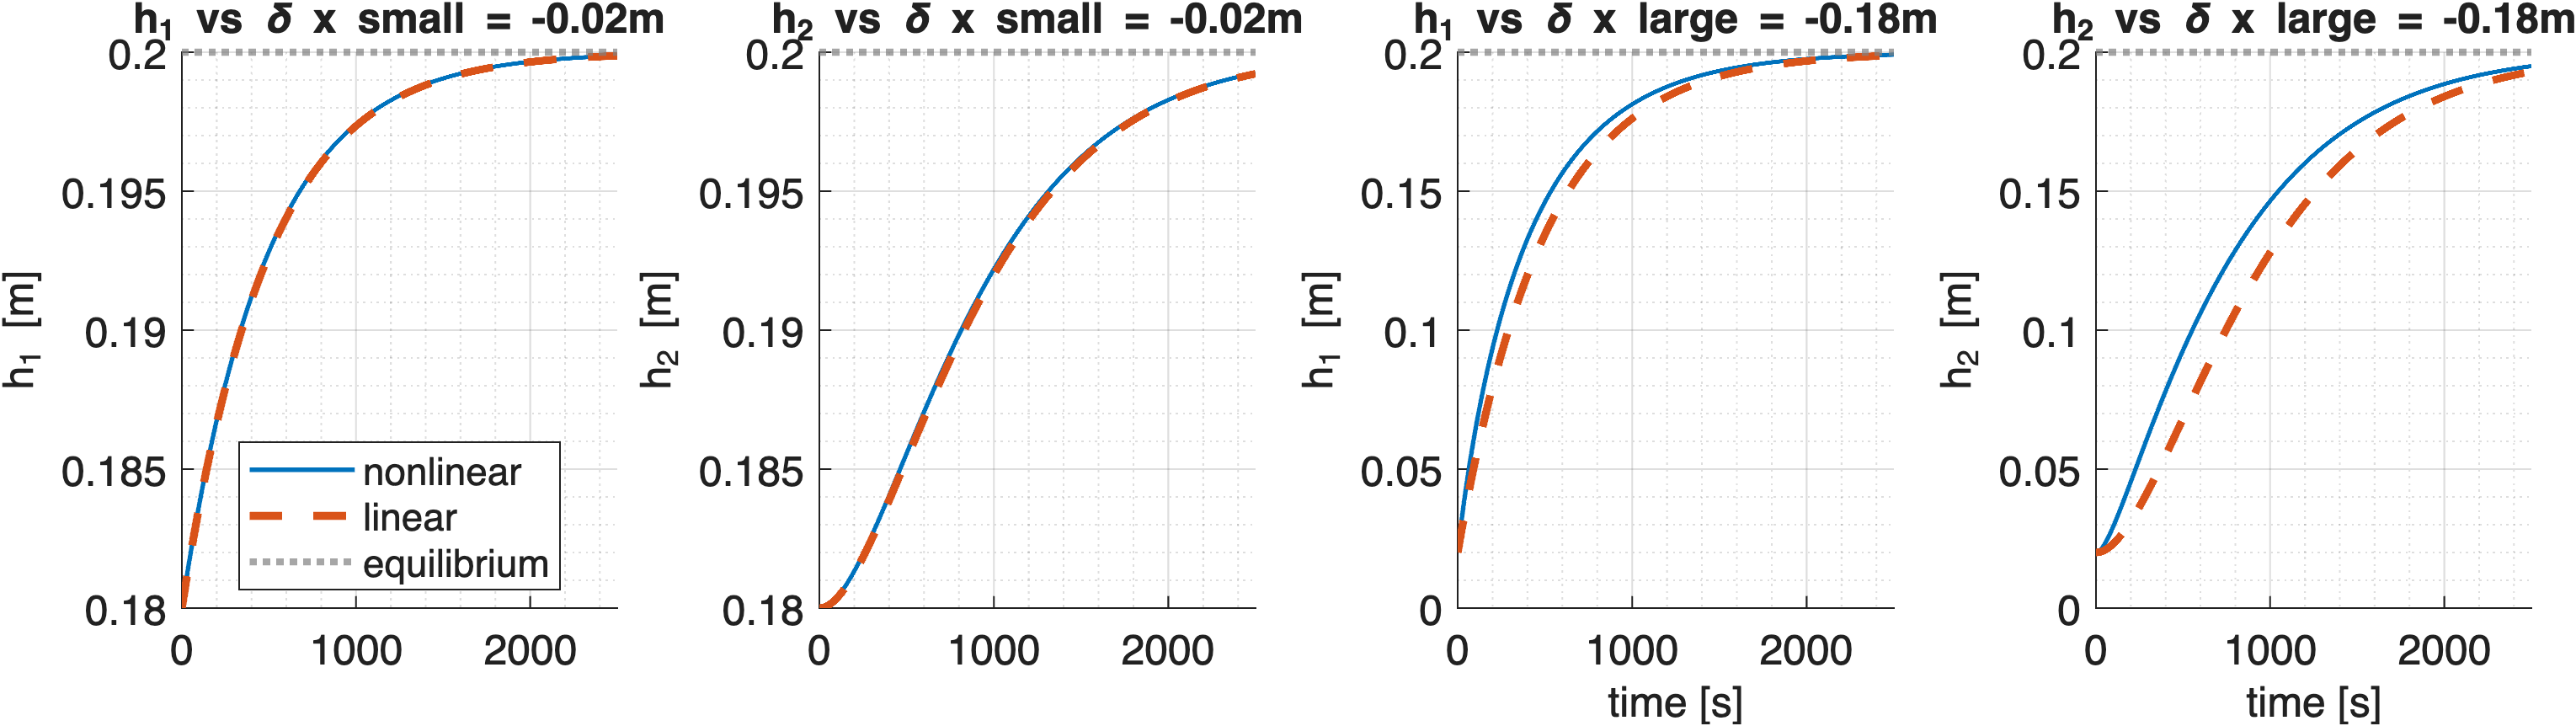 h₁ vs δ x small = -0.02m
h₂ vs δ x small = -0.02m
h₁ vs δ x large = -0.18m
h₂ vs δ x large = -0.18m
0.2
0.195
0.19
0.185
0.18
h₁ [m]
0 1000 2000
nonlinear
linear
equilibrium
0.2
0.195
0.19
0.185
0.18
h₂ [m]
0 1000 2000
0.2
0.15
0.1
0.05
0
h₁ [m]
0 1000 2000
time [s]
0.2
0.15
0.1
0.05
0
h₂ [m]
0 1000 2000
time [s]